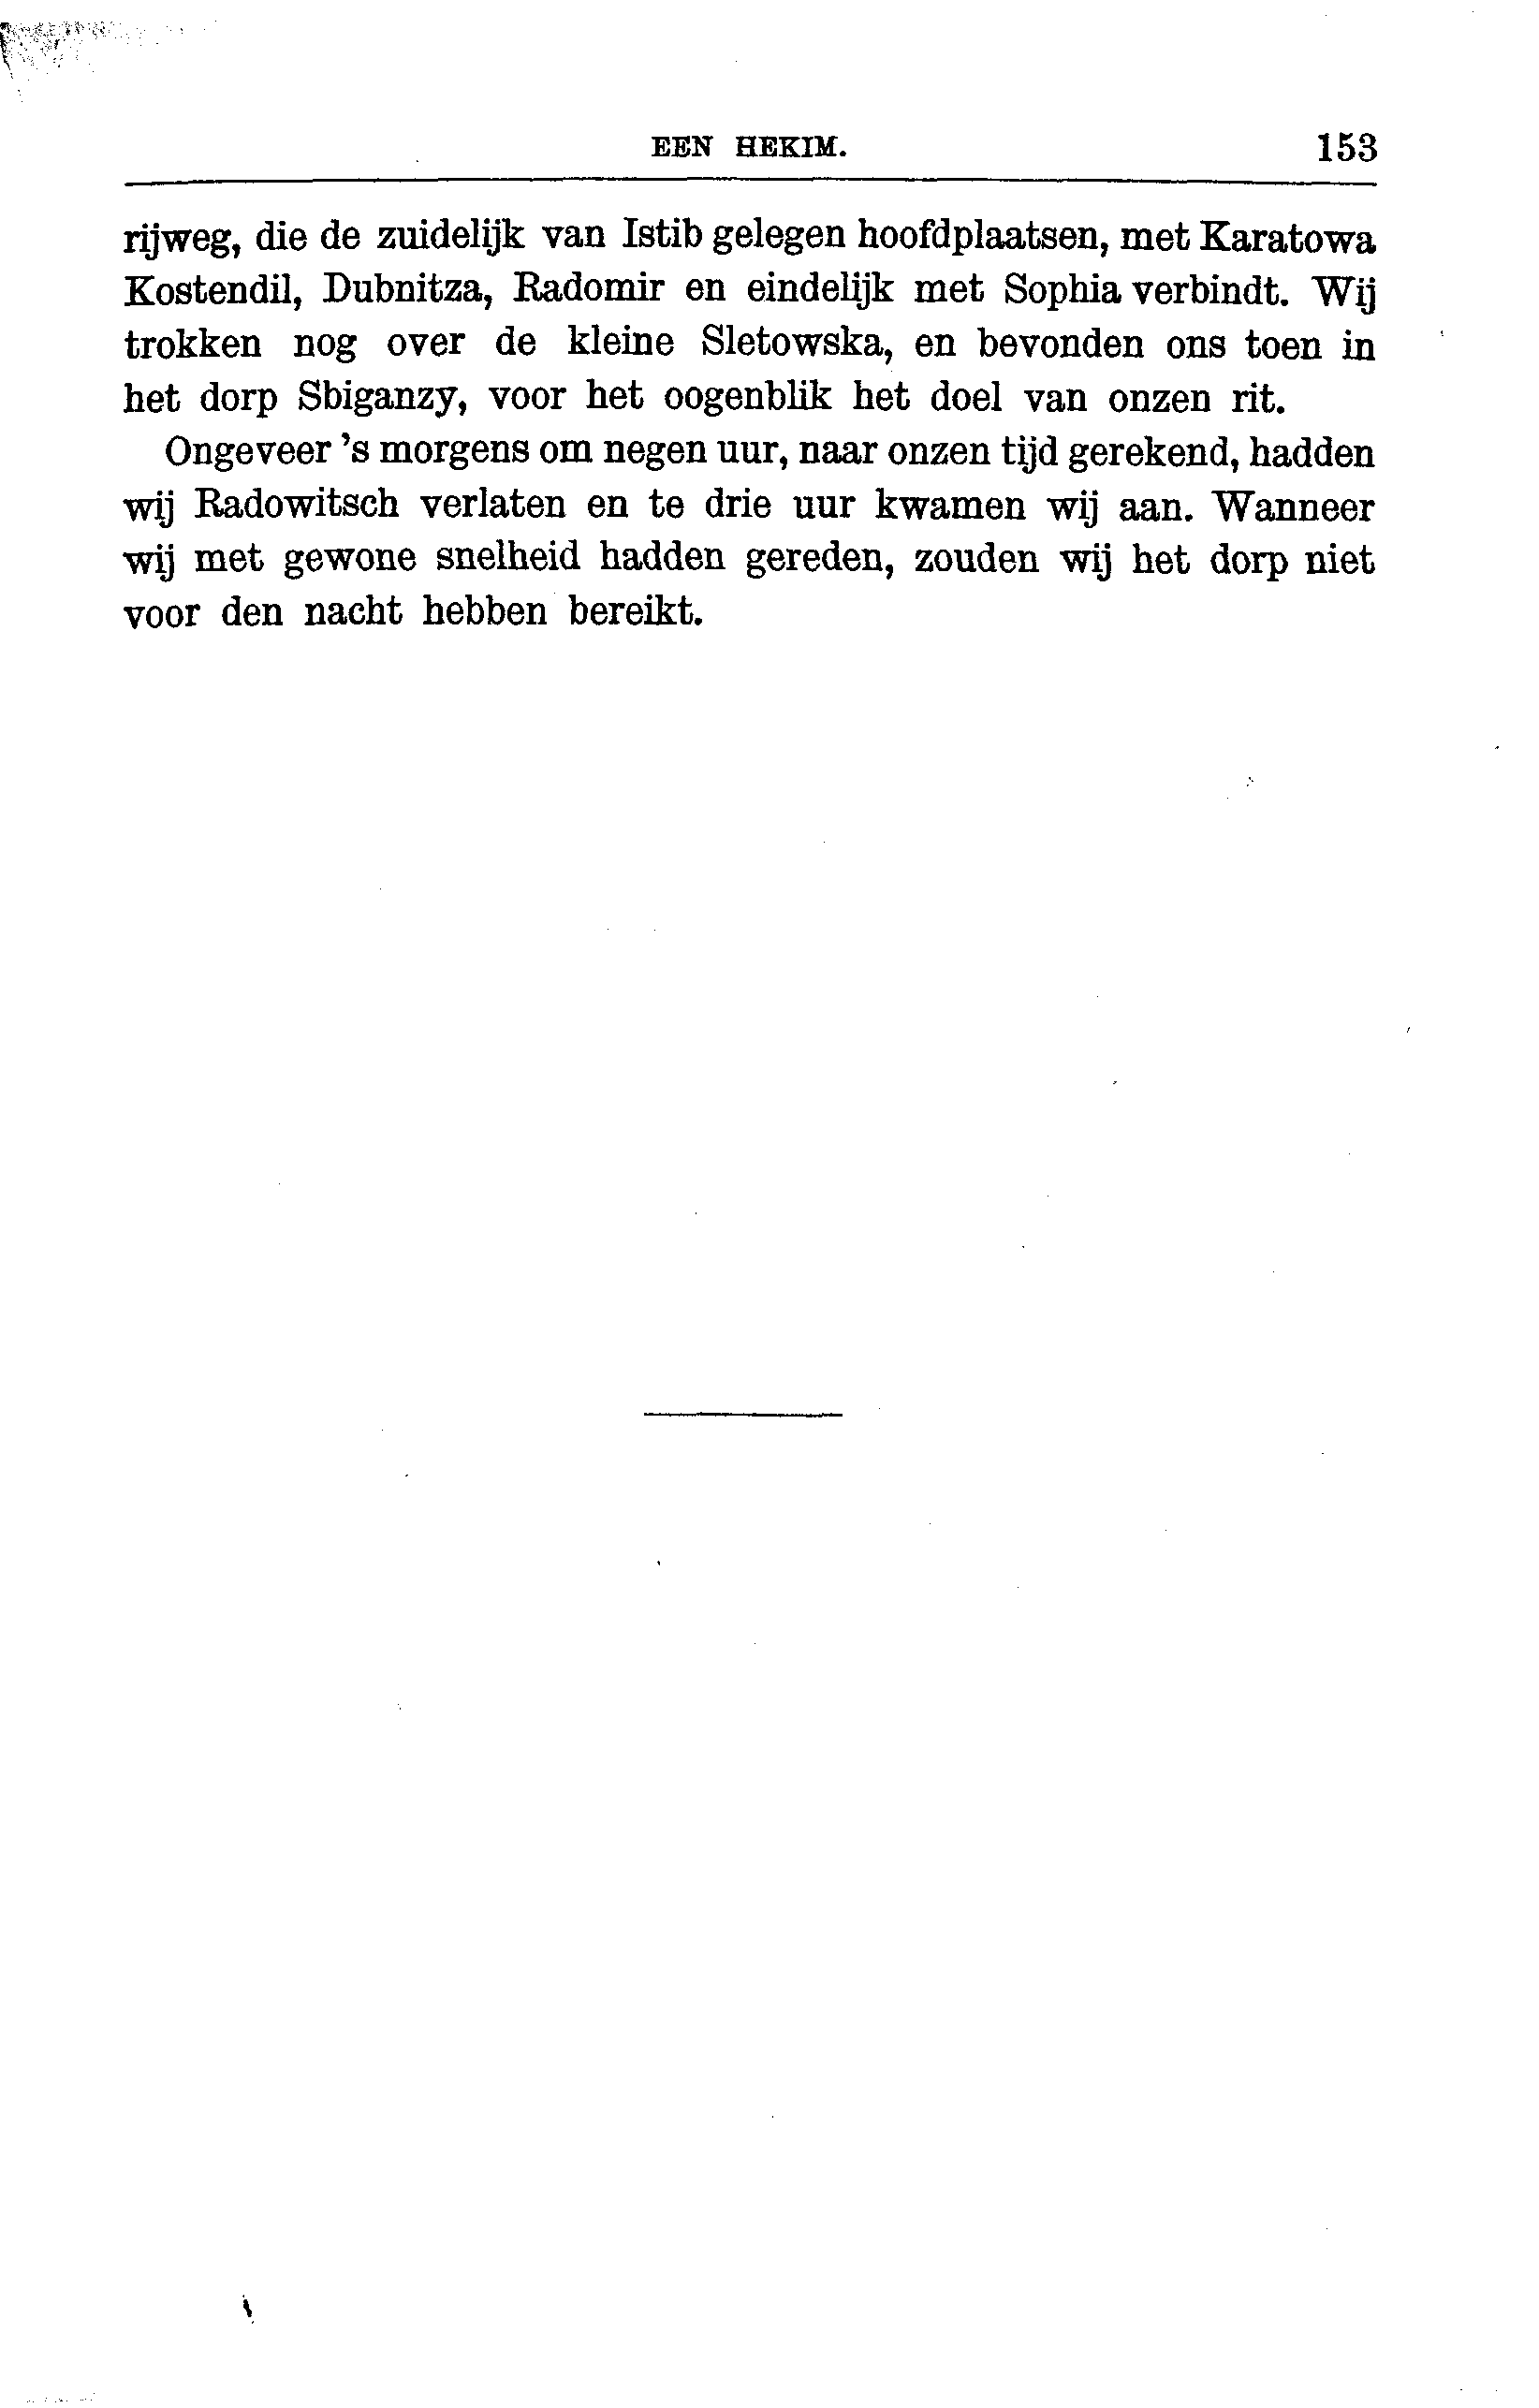 EEN HEKIM. 153
rijweg, die de zuidelijk van Istib gelegen hoofdplaatsen, met Karatowa
Kostendil, Dubnitza, Radomir en eindelijk met Sophia verbindt. Wij
trokken nog over de kleine Sletowska, en bevonden ons toen in
het dorp Sbiganzy, voor het oogenblik het doel van onzen rit.
Ongeveer 's morgens om negen uur, naar onzen tijd gerekend, hadden
wij Radowitsch verlaten en te drie uur kwamen wij aan. Wanneer
wij met gewone snelheid hadden gereden, zouden wij het dorp niet
voor den nacht hebben bereikt.